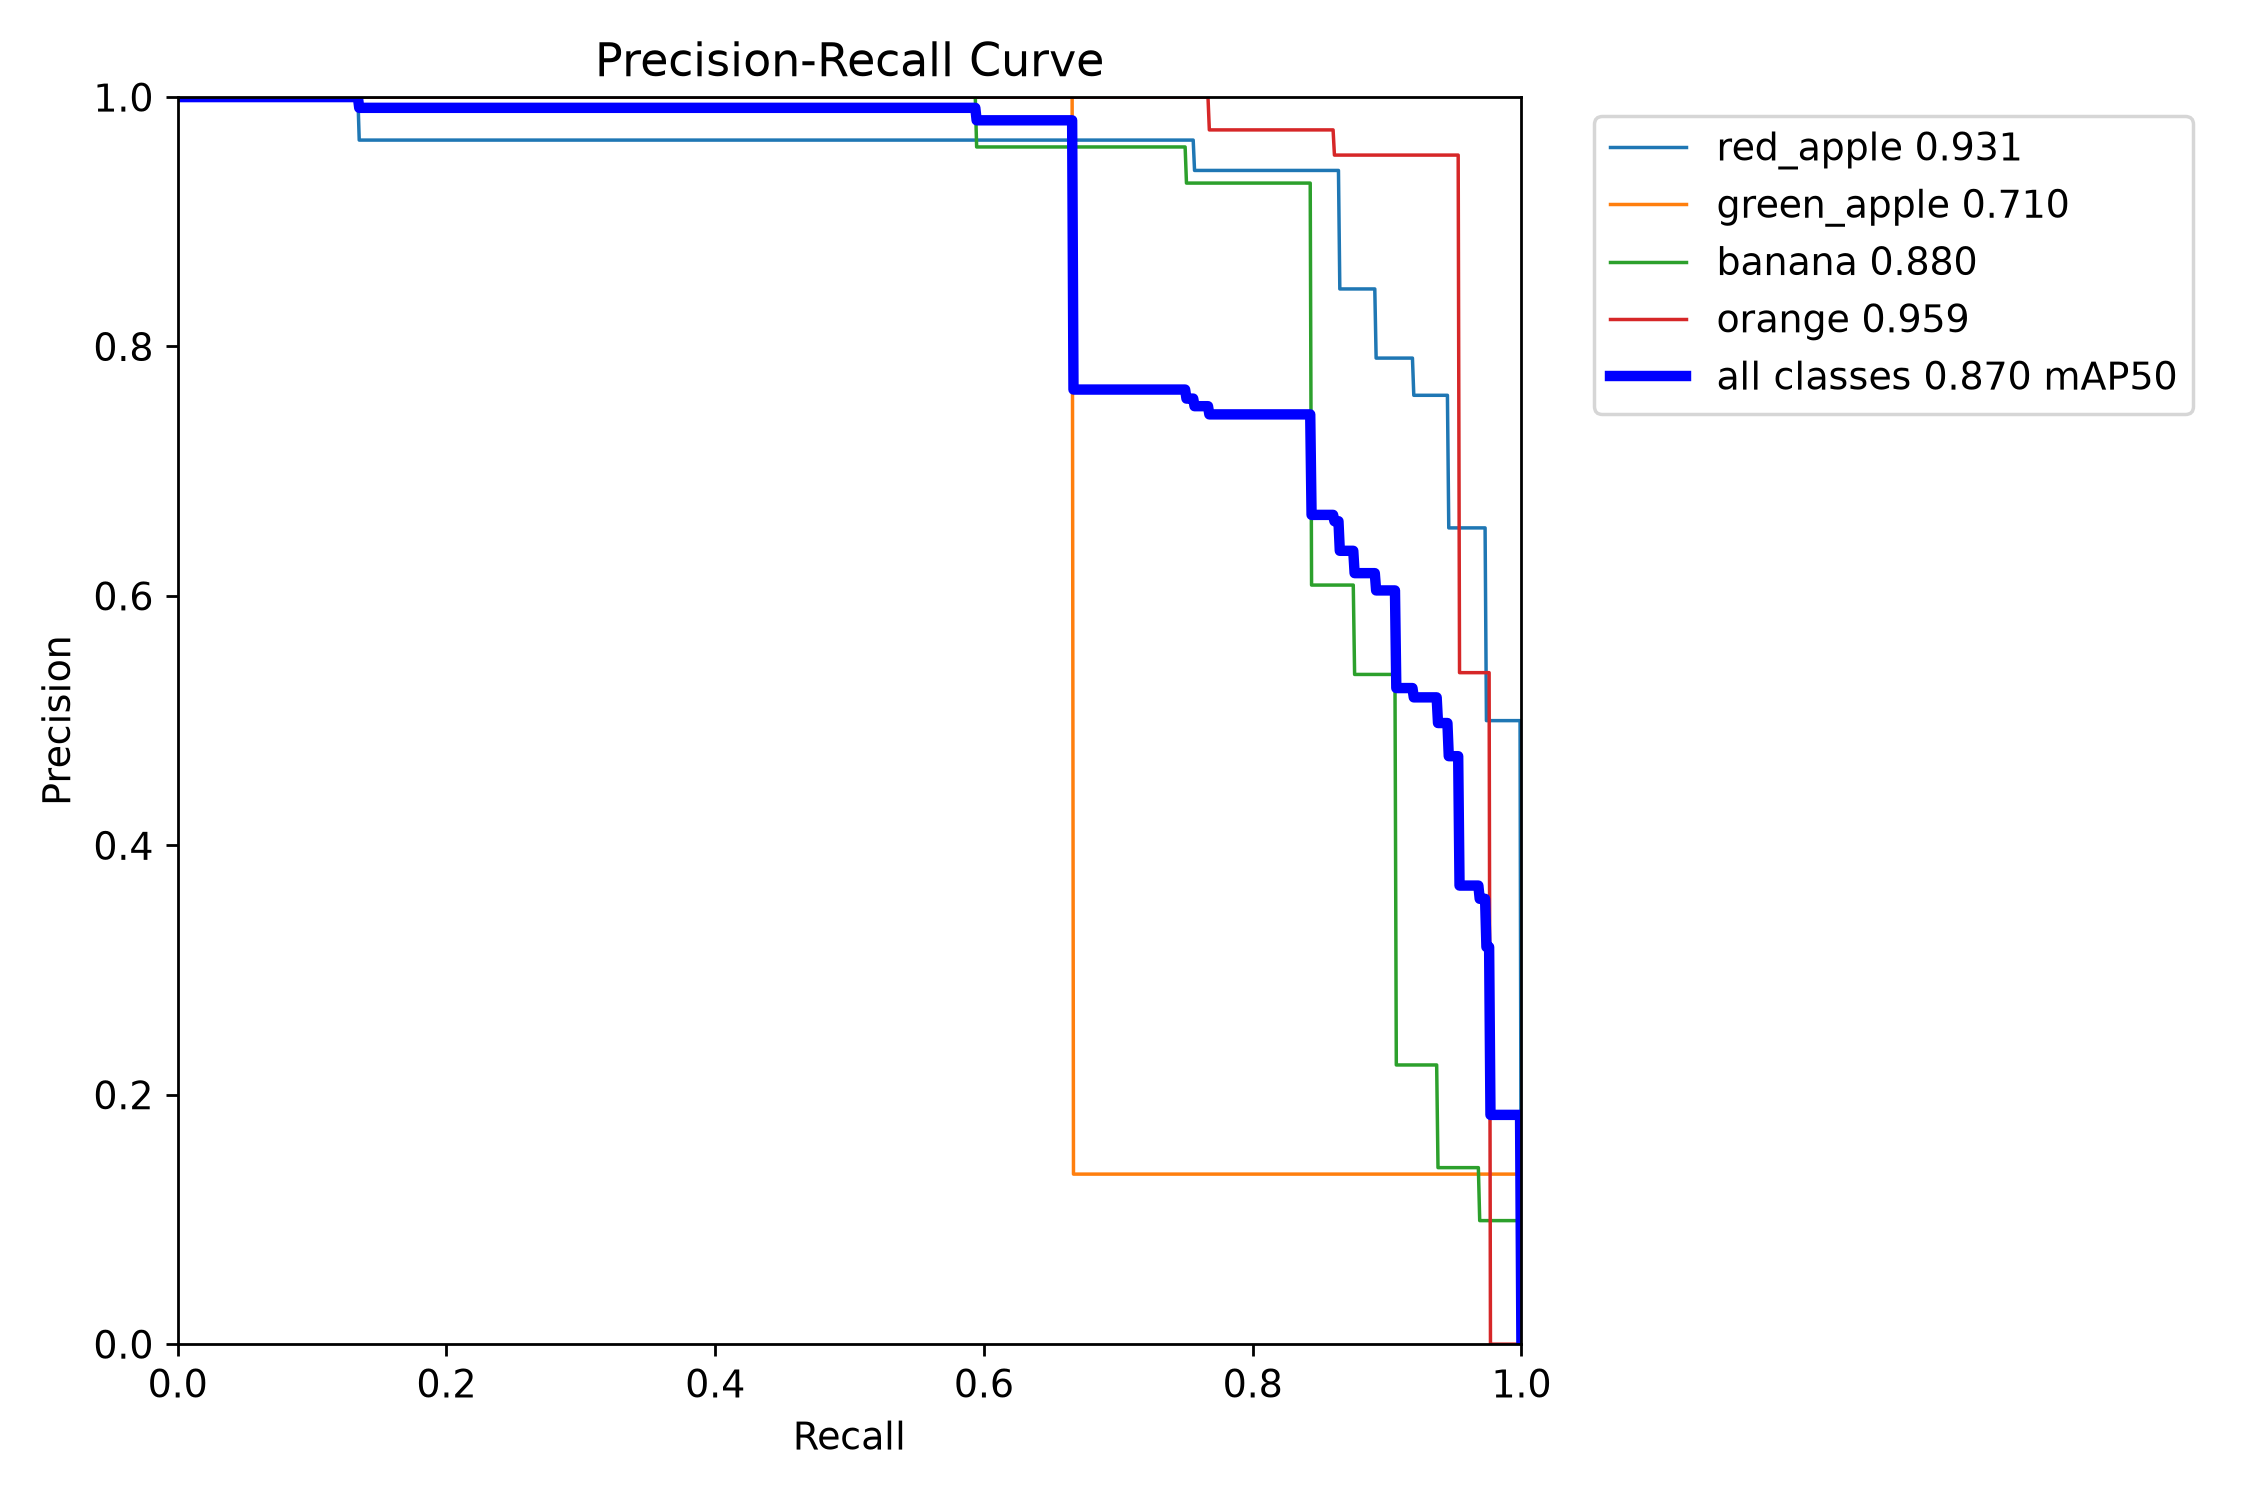 Precision-Recall Curve
1.0
0.8
0.6
0.4
0.2
0.0
Precision
0.0 0.2 0.4 0.6 0.8 1.0
Recall
red_apple 0.931
green_apple 0.710
banana 0.880
orange 0.959
all classes 0.870 mAP50